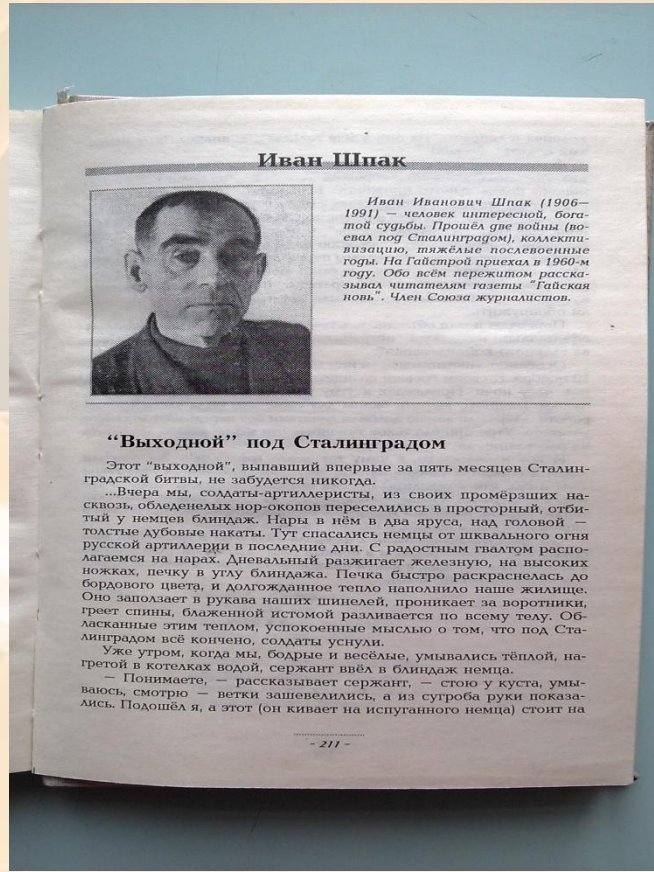 Иван Шпак
Иван Иванович Шпак (1906—
1991) — человек интересной, бога-
той судьбы. Прошёл две войны (во-
евал под Сталинградом), коллекти-
визацию, тяжёлые послевоенные
годы. На Гайстрой приехал в 1960-м
году. Обо всём пережитом расска-
зывал читателям газеты "Гайская
новь". Член Союза журналистов.
"Выходной" под Сталинградом
Этот "выходной", выпавший впервые за пять месяцев Сталин-
градской битвы, не забудется никогда.
...Вчера мы, солдаты-артиллеристы, из своих промёрзших на-
сквозь, обледенелых нор-окопов переселились в просторный, отби-
тый у немцев блиндаж. Нары в нём в два яруса, над головой —
толстые дубовые накаты. Тут спасались немцы от шквального огня
русской артиллерии в последние дни. С радостным гвалтом распо-
лагаемся на нарах. Дневальный разжигает железную, на высоких
ножках, печку в углу блиндажа. Печка быстро раскраснелась до
бордового цвета, и долгожданное тепло наполнило наше жилище.
Оно заползает в рукава наших шинелей, проникает за воротники,
греет спины, блаженной истомой разливается по всему телу. Об-
ласканные этим теплом, успокоенные мыслью о том, что под Ста-
линградом всё кончено, солдаты уснули.
Уже утром, когда мы, бодрые и весёлые, умывались тёплой, на-
гретой в котелках водой, сержант ввёл в блиндаж немца.
— Понимаете, — рассказывает сержант, — стою у куста, умы-
ваюсь, смотрю — ветки зашевелились, а из сугроба руки показа-
лись. Подошёл я, а этот (он кивает на испуганного немца) стоит на
- 211 -